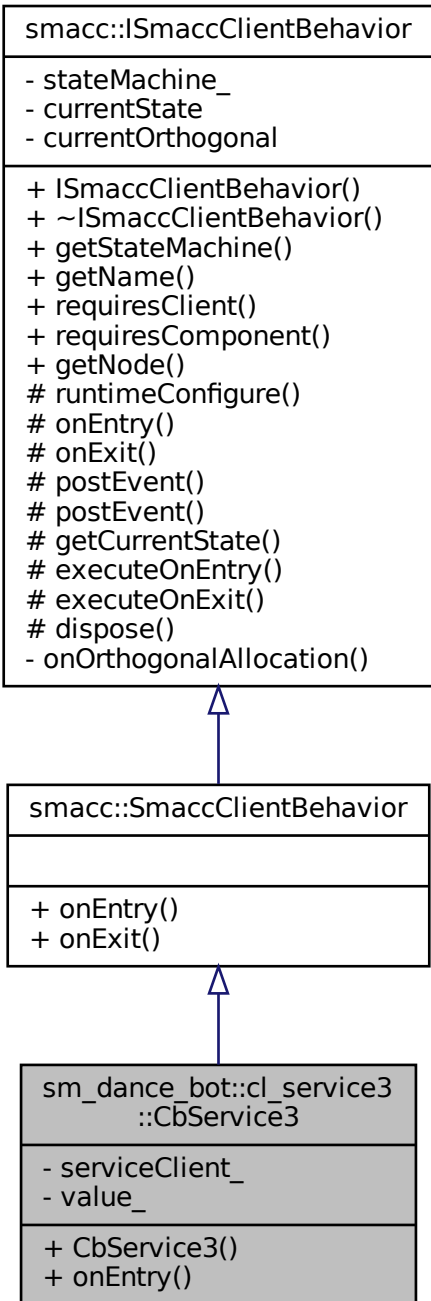 smacc::ISmaccClientBehavior
- stateMachine_
- currentState
- currentOrthogonal
+ ISmaccClientBehavior()
+ ~ISmaccClientBehavior()
+ getStateMachine()
+ getName()
+ requiresClient()
+ requiresComponent()
+ getNode()
# runtimeConfigure()
# onEntry()
# onExit()
# postEvent()
# postEvent()
# getCurrentState()
# executeOnEntry()
# executeOnExit()
# dispose()
- onOrthogonalAllocation()
smacc::SmaccClientBehavior
+ onEntry()
+ onExit()
sm_dance_bot::cl_service3
::CbService3
- serviceClient_
- value_
+ CbService3()
+ onEntry()